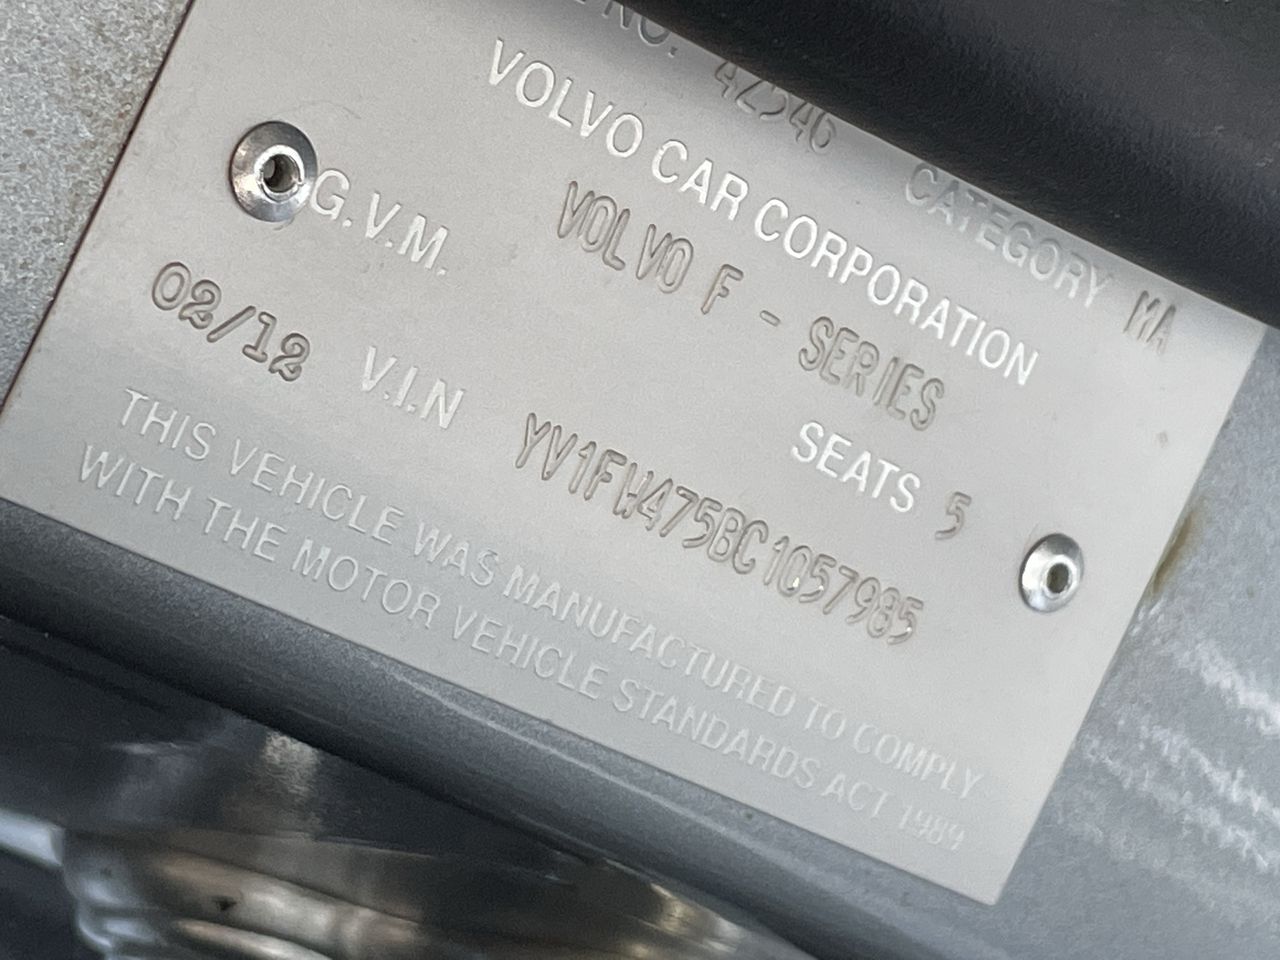 NO. 42546 CATEGORY MA
VOLVO CAR CORPORATION
VOLVO F - SERIES
G.V.M. SEATS 5
02/12 V.I.N YV1FW475BC1057985
THIS VEHICLE WAS MANUFACTURED TO COMPLY
WITH THE MOTOR VEHICLE STANDARDS ACT 1989